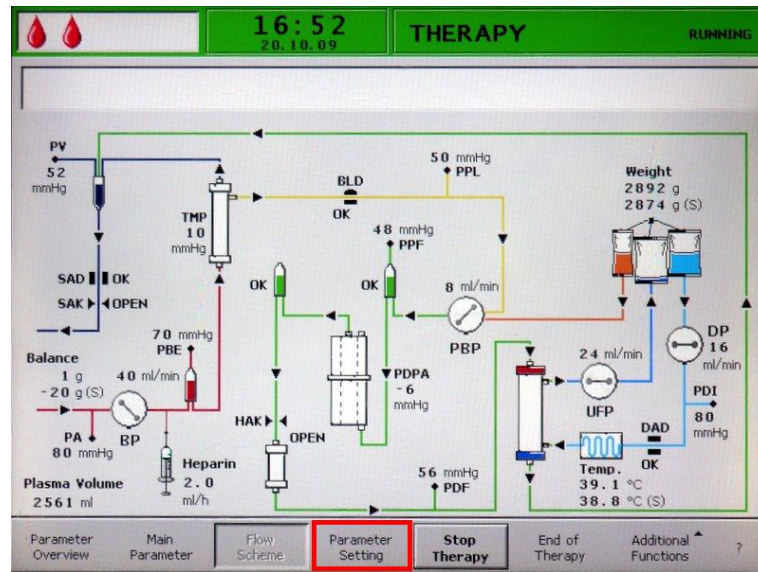 16:52
20.10.09
THERAPY
RUNNING
PV
52
mmHg
TMP
10
mmHg
BLD
OK
50 mmHg
PPL
Weight
2892 g
2874 g (S)
48 mmHg
PPF
SAD OK
SAK OPEN
OK
OK
8 ml/min
PBP
70 mmHg
PBE
24 ml/min
UFP
DP
16
ml/min
Balance
1 g
-20 g (S)
40 ml/min
BP
PA
80 mmHg
PDPA
-6
mmHg
PDI
80
mmHg
HAK
OPEN
DAD
OK
Heparin
2.0
ml/h
56 mmHg
PDF
Temp.
39.1 °C
38.8 °C (S)
Plasma Volume
2561 ml
Parameter
Overview
Main
Parameter
Flow
Scheme
Parameter
Setting
Stop
Therapy
End of
Therapy
Additional
Functions
?